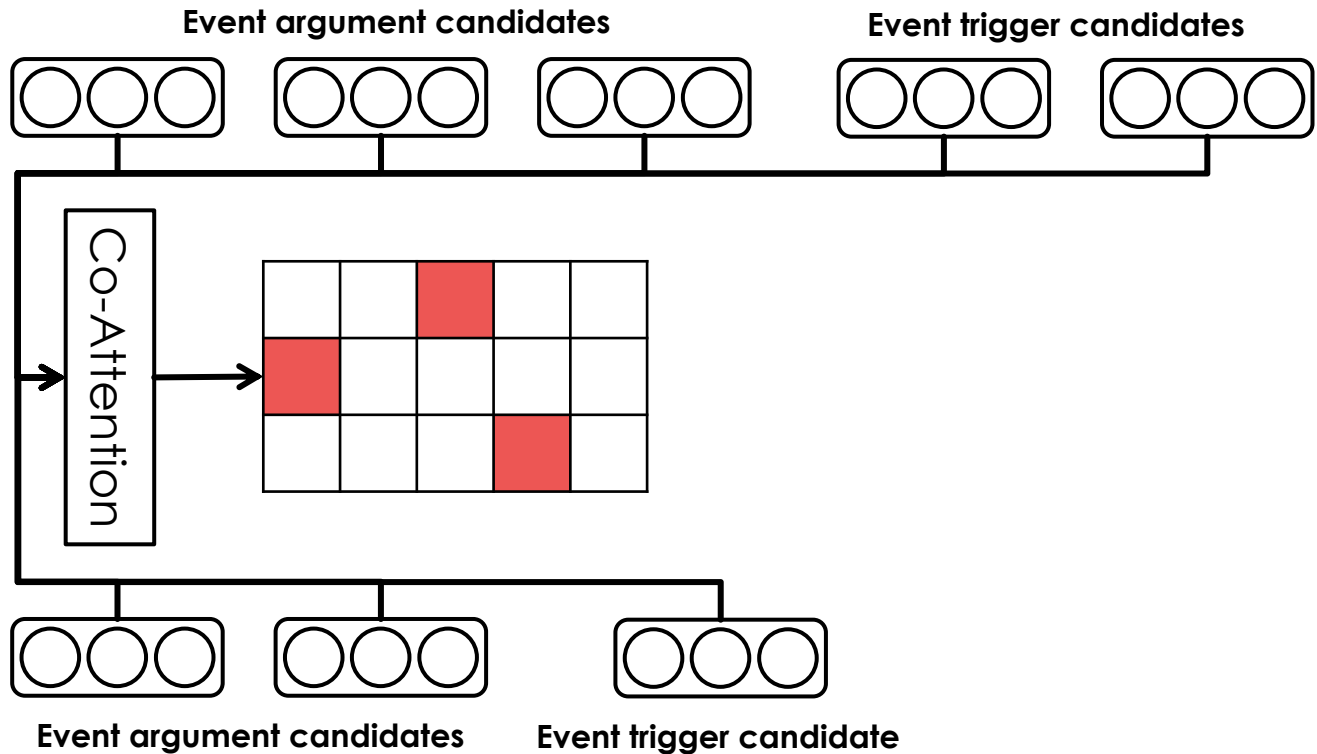 Event argument candidates
Event trigger candidates
Co-Attention
Event argument candidates
Event trigger candidate